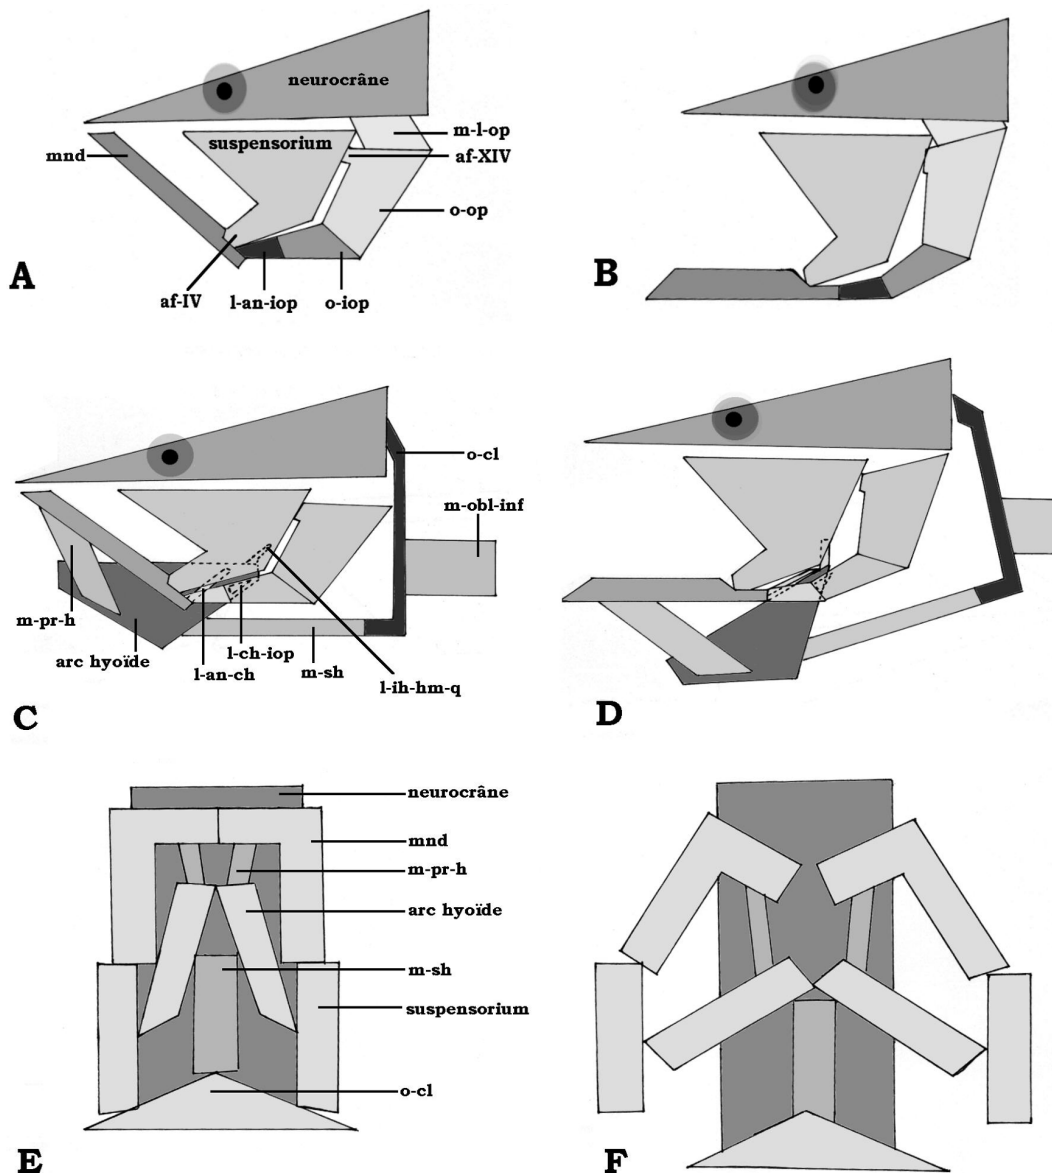 neurocrâne
m-l-op
suspensorium
af-XIV
mnd
o-op
A
af-IV
l-an-iop
o-iop
B
o-cl
m-obl-inf
m-pr-h
arc hyoïde
l-ch-iop
l-an-ch
m-sh
l-ih-hm-q
C
D
neurocrâne
mnd
m-pr-h
arc hyoïde
m-sh
suspensorium
o-cl
E
F